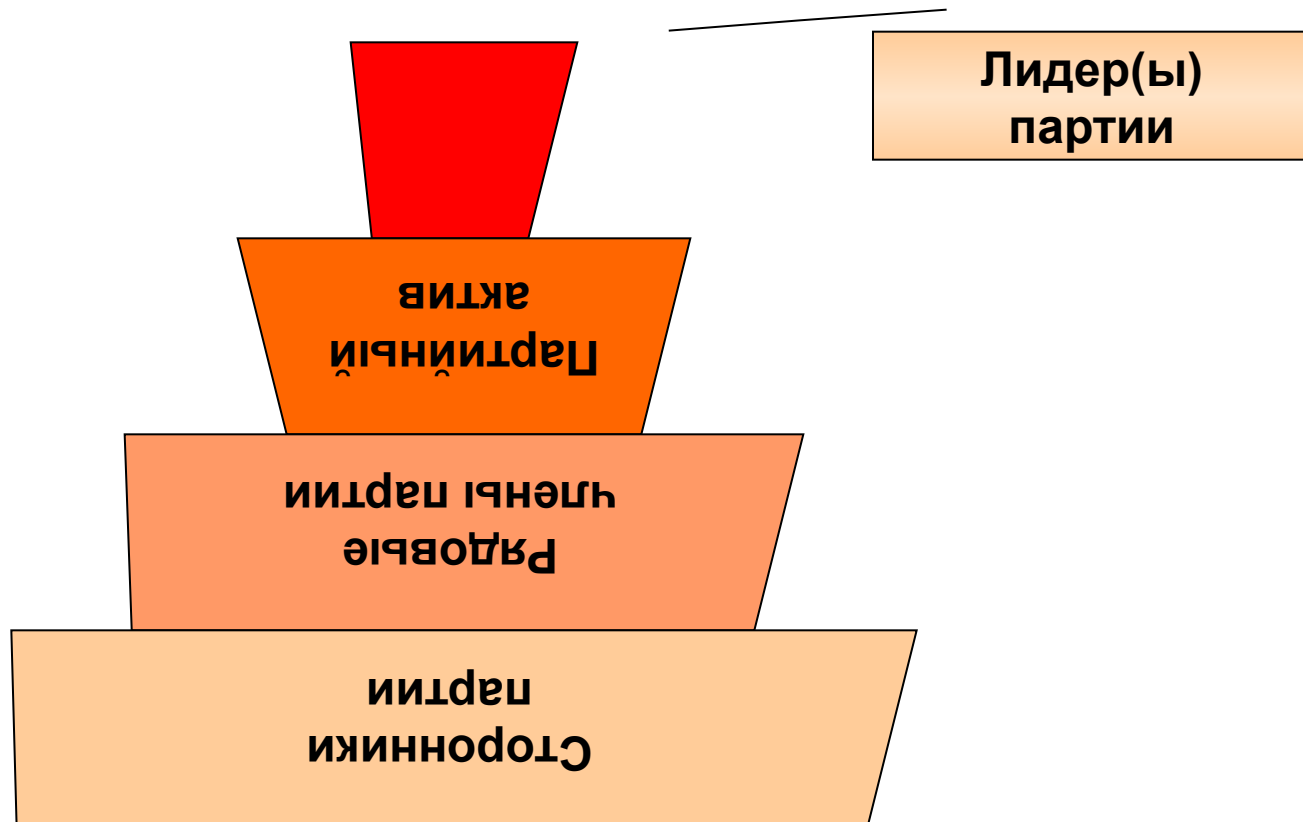 Лидер(ы)
партии
Партийный
актив
Рядовые
члены партии
Сторонники
партии